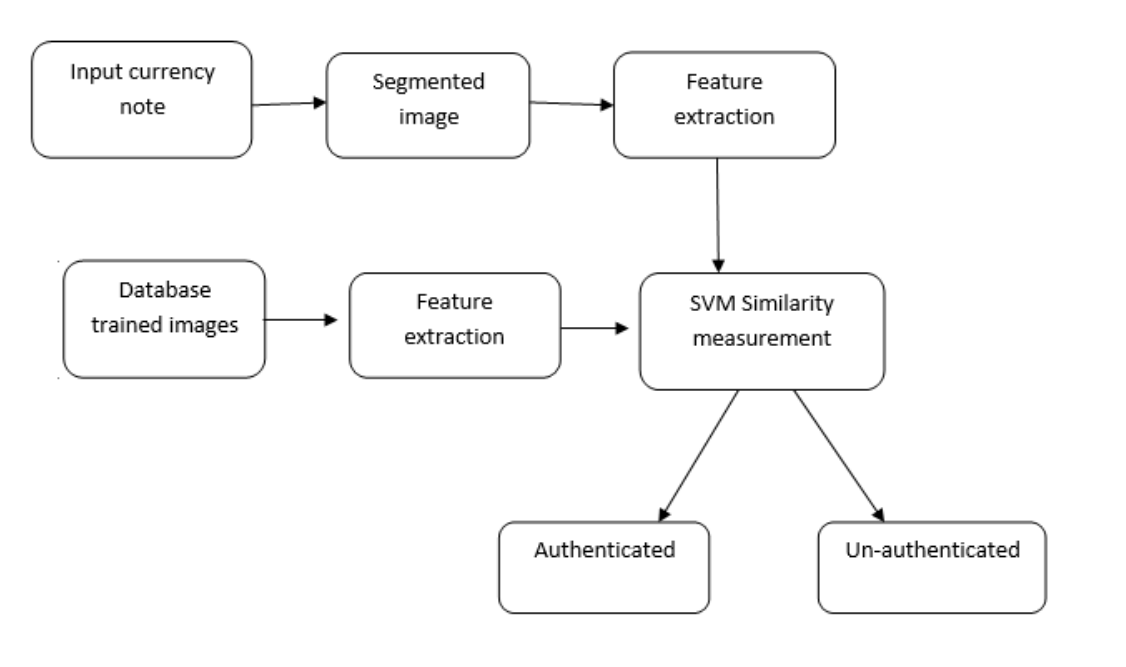 Input currency
note
Segmented
image
Feature
extraction
Database
trained images
Feature
extraction
SVM Similarity
measurement
Authenticated
Un-authenticated